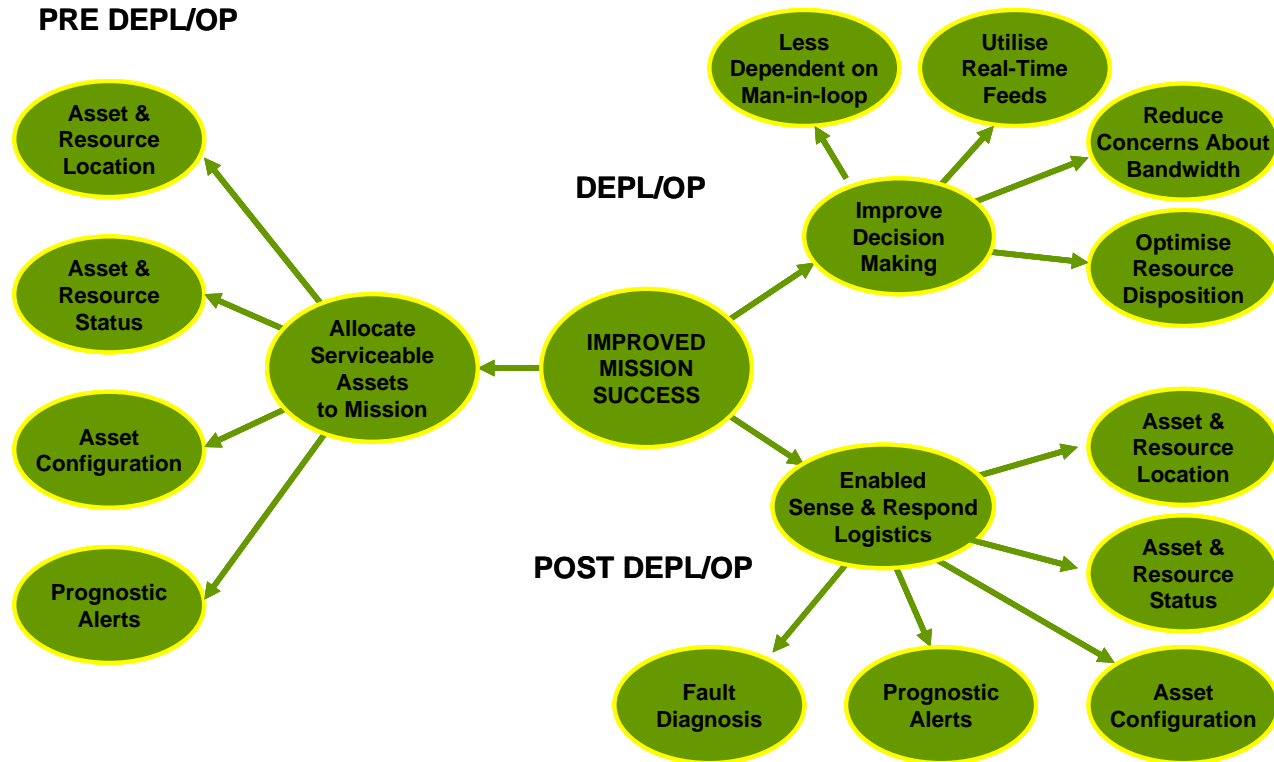 PRE DEPL/OP
Asset &
Resource
Location
Asset &
Resource
Status
Asset
Configuration
Prognostic
Alerts
Allocate
Serviceable
Assets
to Mission
IMPROVED
MISSION
SUCCESS
DEPL/OP
Less
Dependent on
Man-in-loop
Utilise
Real-Time
Feeds
Reduce
Concerns About
Bandwidth
Improve
Decision
Making
Optimise
Resource
Disposition
POST DEPL/OP
Enabled
Sense & Respond
Logistics
Asset &
Resource
Location
Asset &
Resource
Status
Fault
Diagnosis
Prognostic
Alerts
Asset
Configuration